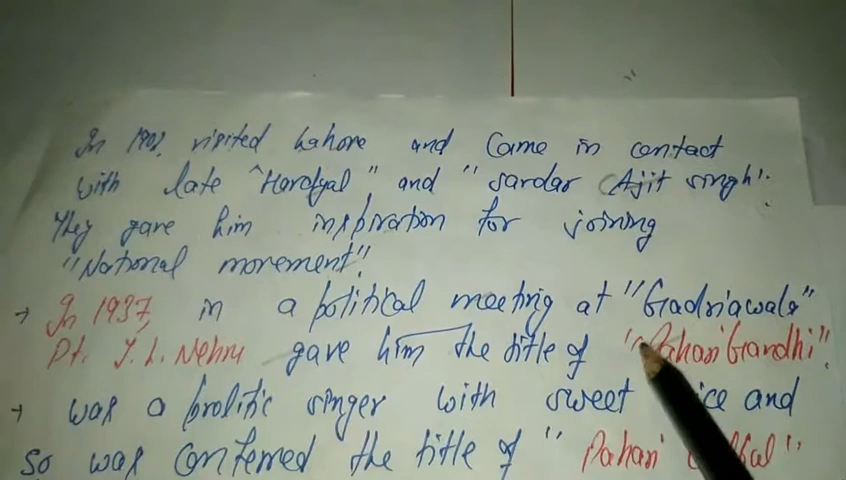 In 1902, visited Lahore and Came in contact
with late "Hardyal", and "Sardar Ajit singh".
They gave him inspiration for joining
"National movement".
→ In 1937, in a political meeting at "Gadriawala"
Pt. J. L. Nehru gave him the title of "Pahari Gandhi".
→ was a prolific singer with sweet and
so was conferred the title of "Pahari